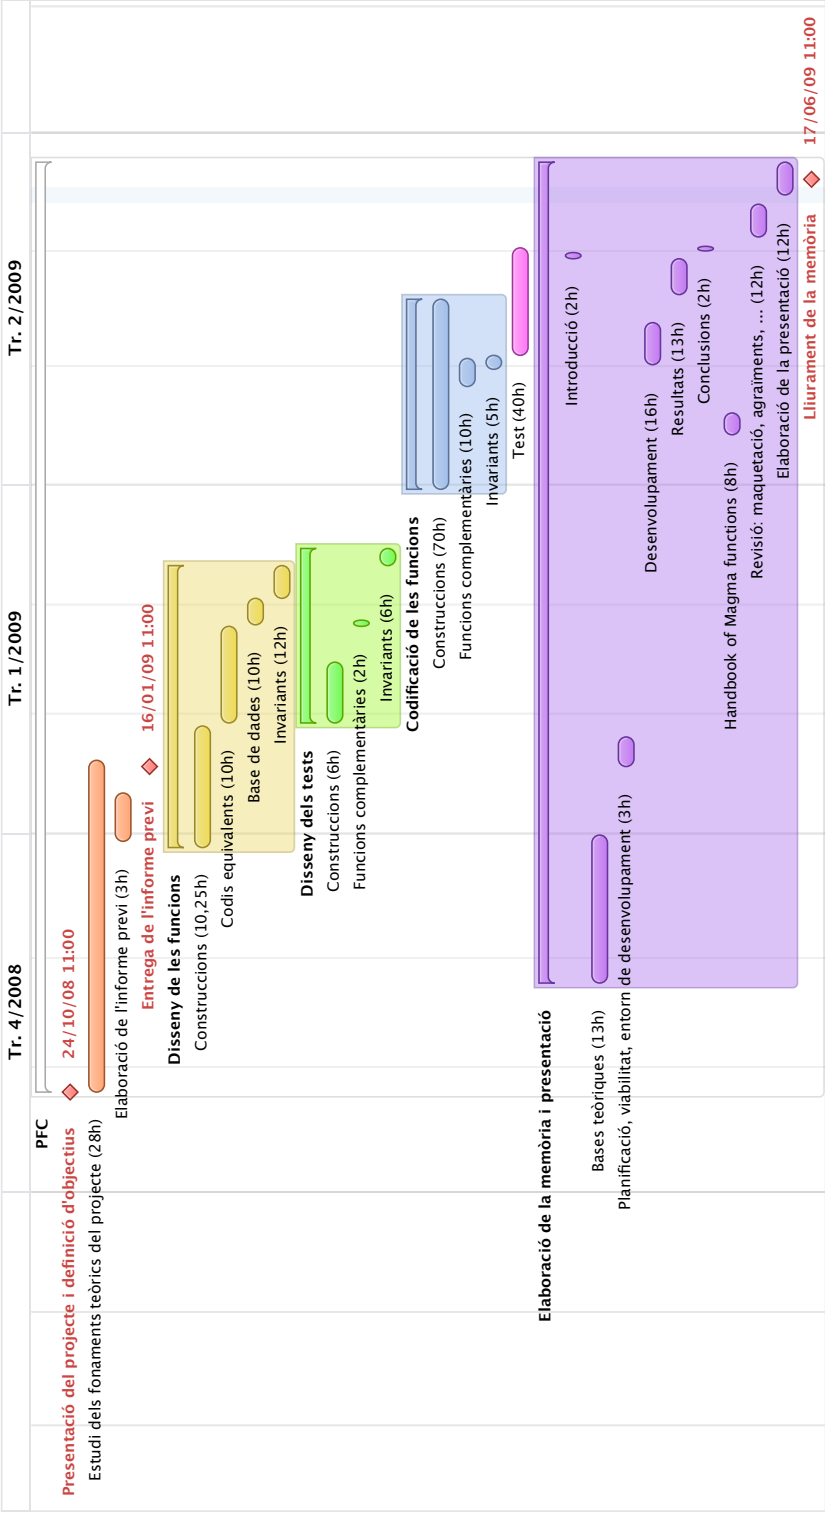 Tr. 4/2008
Tr. 1/2009
Tr. 2/2009
PFC
Presentació del projecte i definició d'objectius
24/10/08 11:00
Estudi dels fonaments teòrics del projecte (28h)
Elaboració de l'informe previ (3h)
Entrega de l'informe previ
16/01/09 11:00
Disseny de les funcions
Construccions (10,25h)
Codis equivalents (10h)
Base de dades (10h)
Invariants (12h)
Disseny dels tests
Construccions (6h)
Funcions complementàries (2h)
Invariants (6h)
Codificació de les funcions
Construccions (70h)
Funcions complementàries (10h)
Invariants (5h)
Test (40h)
Elaboració de la memòria i presentació
Introducció (2h)
Bases teòriques (13h)
Planificació, viabilitat, entorn de desenvolupament (3h)
Desenvolupament (16h)
Resultats (13h)
Conclusions (2h)
Handbook of Magma functions (8h)
Revisió: maquetació, agraïments, ... (12h)
Elaboració de la presentació (12h)
Lliurament de la memòria
17/06/09 11:00